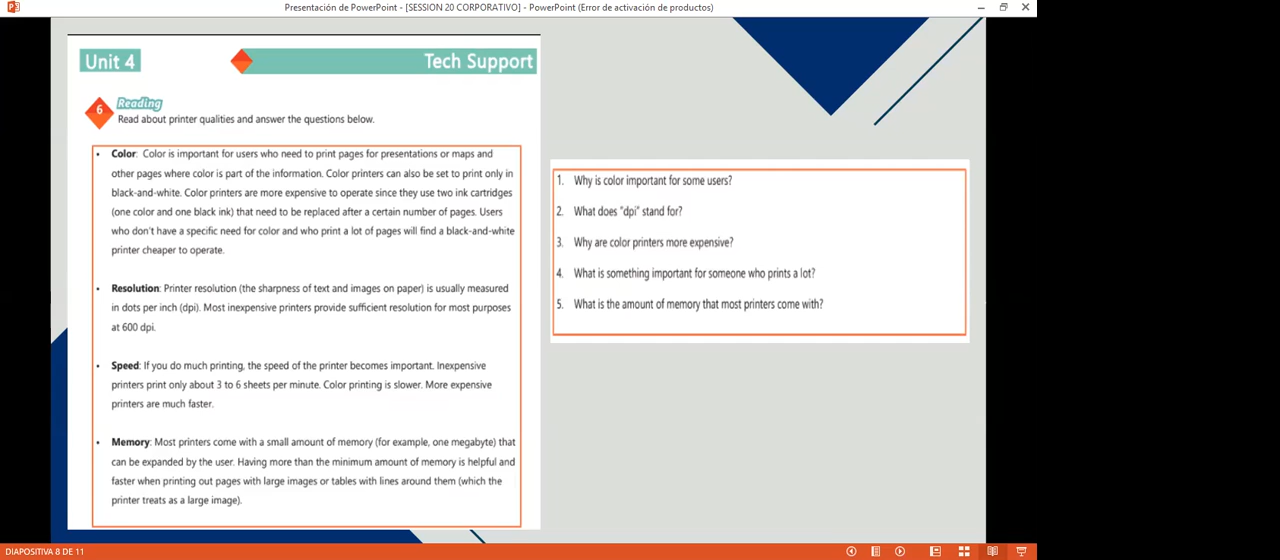 Presentación de PowerPoint - [SESSION 20 CORPORATIVO] - PowerPoint (Error de activación de productos)
Unit 4
Tech Support
6
Reading
Read about printer qualities and answer the questions below.
• Color: Color is important for users who need to print pages for presentations or maps and
other pages where color is part of the information. Color printers can also be set to print only in
black-and-white. Color printers are more expensive to operate since they use two ink cartridges
(one color and one black ink) that need to be replaced after a certain number of pages. Users
who don't have a specific need for color and who print a lot of pages will find a black-and-white
printer cheaper to operate.
• Resolution: Printer resolution (the sharpness of text and images on paper) is usually measured
in dots per inch (dpi). Most inexpensive printers provide sufficient resolution for most purposes
at 600 dpi.
• Speed: If you do much printing, the speed of the printer becomes important. Inexpensive
printers print only about 3 to 6 sheets per minute. Color printing is slower. More expensive
printers are much faster.
• Memory: Most printers come with a small amount of memory (for example, one megabyte) that
can be expanded by the user. Having more than the minimum amount of memory is helpful and
faster when printing out pages with large images or tables with lines around them (which the
printer treats as a large image).
1. Why is color important for some users?
2. What does "dpi" stand for?
3. Why are color printers more expensive?
4. What is something important for someone who prints a lot?
5. What is the amount of memory that most printers come with?
DIAPOSITIVA 8 DE 11